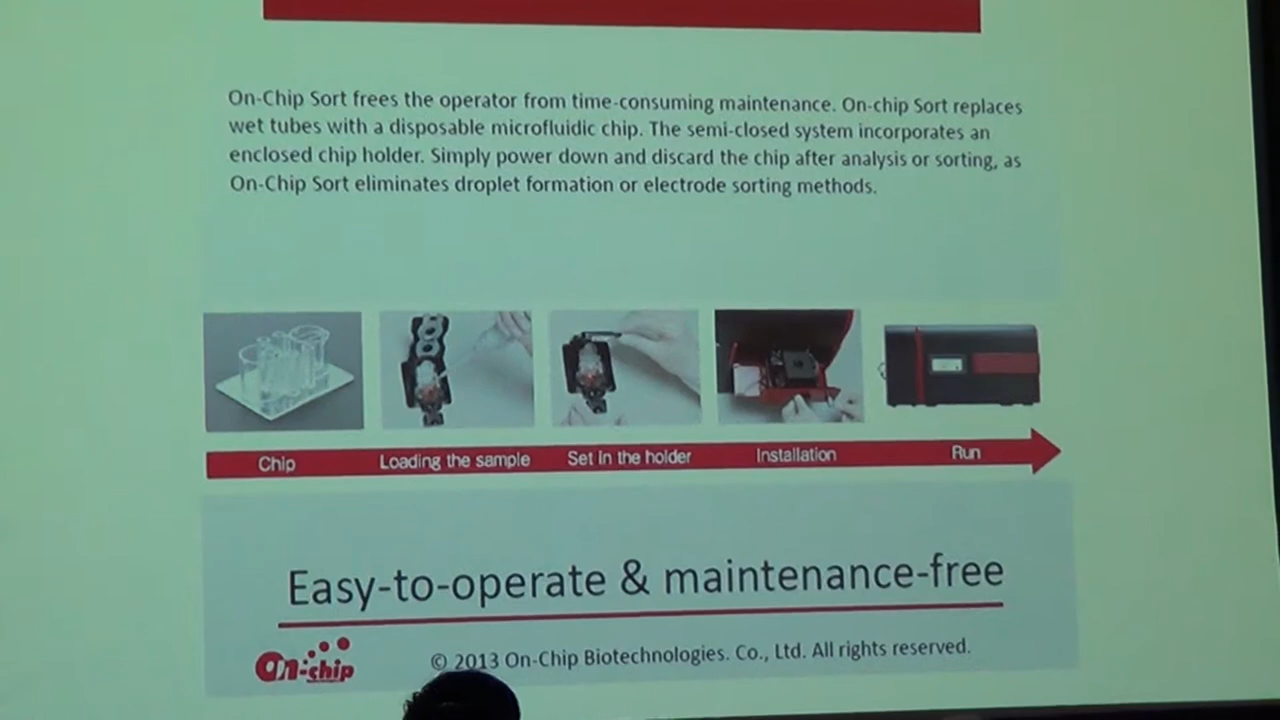 On-Chip Sort frees the operator from time-consuming maintenance. On-chip Sort replaces
wet tubes with a disposable microfluidic chip. The semi-closed system incorporates an
enclosed chip holder. Simply power down and discard the chip after analysis or sorting, as
On-Chip Sort eliminates droplet formation or electrode sorting methods.
Chip Loading the sample Set in the holder Installation Run
Easy-to-operate & maintenance-free
On-chip © 2013 On-Chip Biotechnologies. Co., Ltd. All rights reserved.